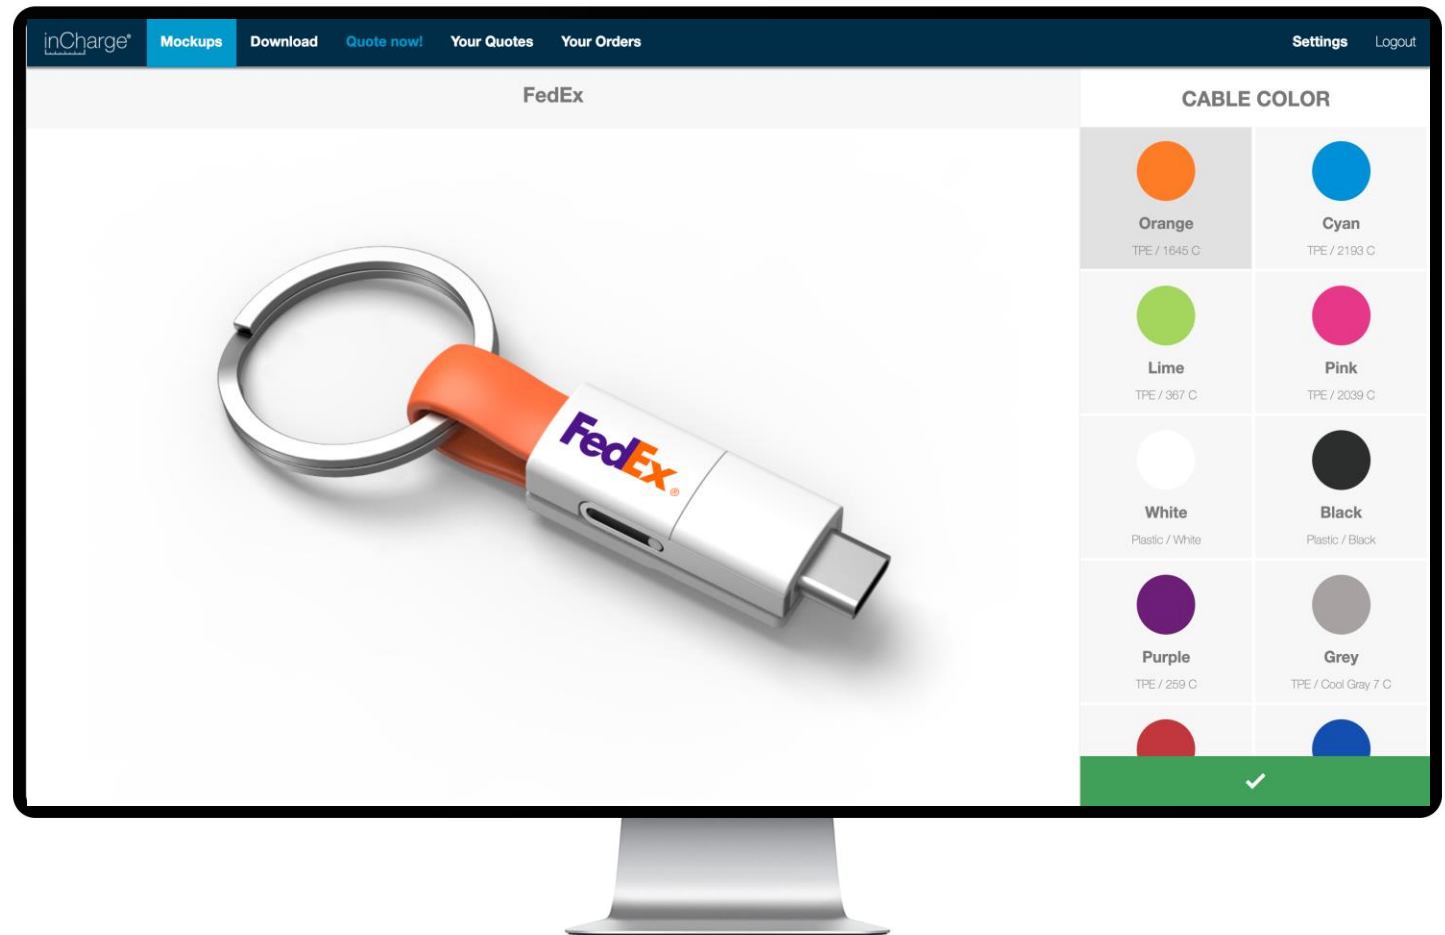 inCharge®
Mockups
Download
Quote now!
Your Quotes
Your Orders
Settings
Logout
FedEx
CABLE COLOR
Orange
TPE / 1645 C
Cyan
TPE / 2193 C
Lime
TPE / 367 C
Pink
TPE / 2039 C
White
Plastic / White
Black
Plastic / Black
Purple
TPE / 259 C
Grey
TPE / Cool Gray 7 C
FedEx®